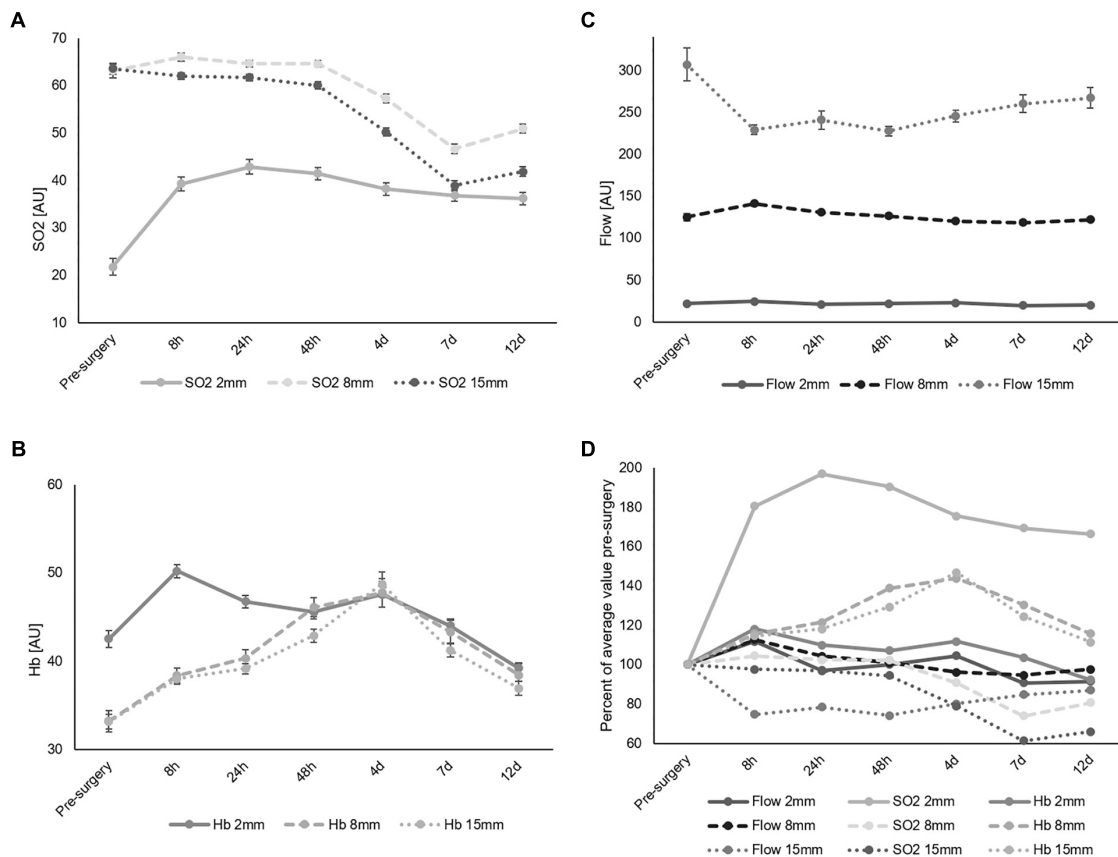 A
70
60
50
40
30
20
10
SO2 [AU]
Pre-surgery 8h 24h 48h 4d 7d 12d
SO2 2mm SO2 8mm SO2 15mm
C
300
250
200
150
100
50
0
Flow [AU]
Pre-surgery 8h 24h 48h 4d 7d 12d
Flow 2mm Flow 8mm Flow 15mm
B
60
50
40
30
Hb [AU]
Pre-surgery 8h 24h 48h 4d 7d 12d
Hb 2mm Hb 8mm Hb 15mm
D
200
180
160
140
120
100
80
60
Percent of average value pre-surgery
Pre-surgery 8h 24h 48h 4d 7d 12d
Flow 2mm SO2 2mm Hb 2mm
Flow 8mm SO2 8mm Hb 8mm
Flow 15mm SO2 15mm Hb 15mm